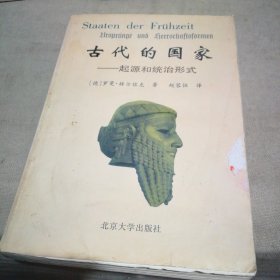 Staaten der Frühzeit
Ursprünge und Herrschaftsformen
古代的国家
——起源和统治形式
〔德〕罗曼·赫尔佐克 著 赵蓉恒 译
北京大学出版社